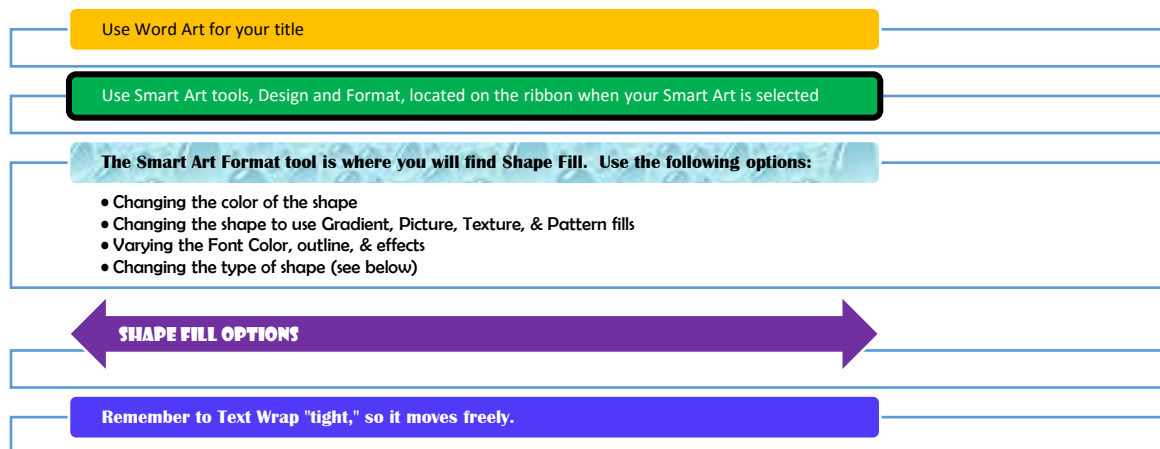 Use Word Art for your title
Use Smart Art tools, Design and Format, located on the ribbon when your Smart Art is selected
The Smart Art Format tool is where you will find Shape Fill.  Use the following options:
• Changing the color of the shape
• Changing the shape to use Gradient, Picture, Texture, & Pattern fills
• Varying the Font Color, outline, & effects
• Changing the type of shape (see below)
SHAPE FILL OPTIONS
Remember to Text Wrap "tight," so it moves freely.